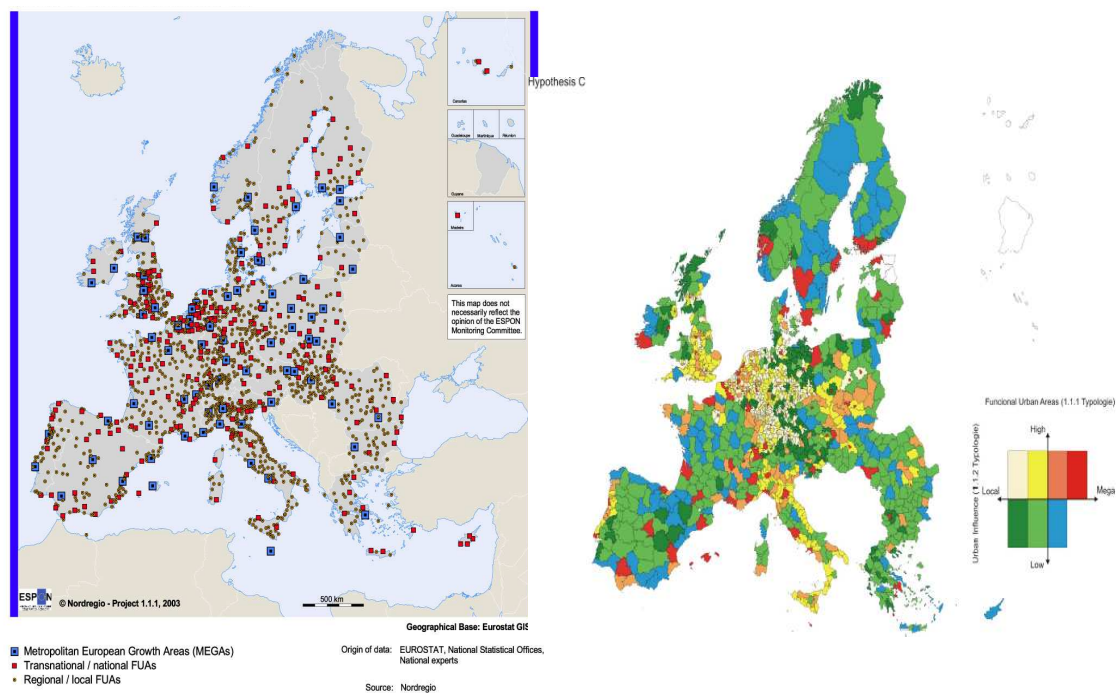 Canarias
Guadeloupe
Martinique
Réunion
Guyane
Madeira
Acores
This map does not
necessarily reflect the
opinion of the ESPON
Monitoring Committee.
ESPON
© Nordregio - Project 1.1.1, 2003
500 km
Geographical Base: Eurostat GIS
Metropolitan European Growth Areas (MEGAs)
Transnational / national FUAs
Regional / local FUAs
Origin of data: EUROSTAT, National Statistical Offices,
National experts
Source: Nordregio
Hypothesis C
Funcional Urban Areas (1.1.1 Typologie)
High
Local
Mega
Low
Urban Influence (1.1.2 Typologie)